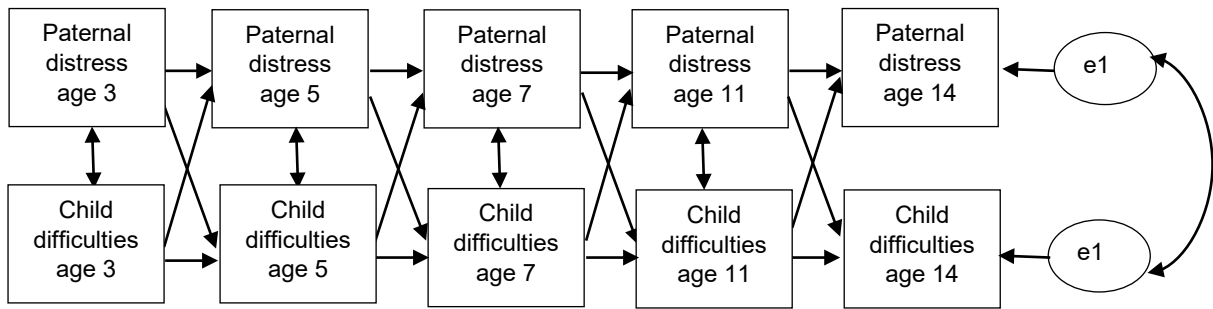 Paternal
distress
age 3
Paternal
distress
age 5
Paternal
distress
age 7
Paternal
distress
age 11
Paternal
distress
age 14
e1
Child
difficulties
age 3
Child
difficulties
age 5
Child
difficulties
age 7
Child
difficulties
age 11
Child
difficulties
age 14
e1